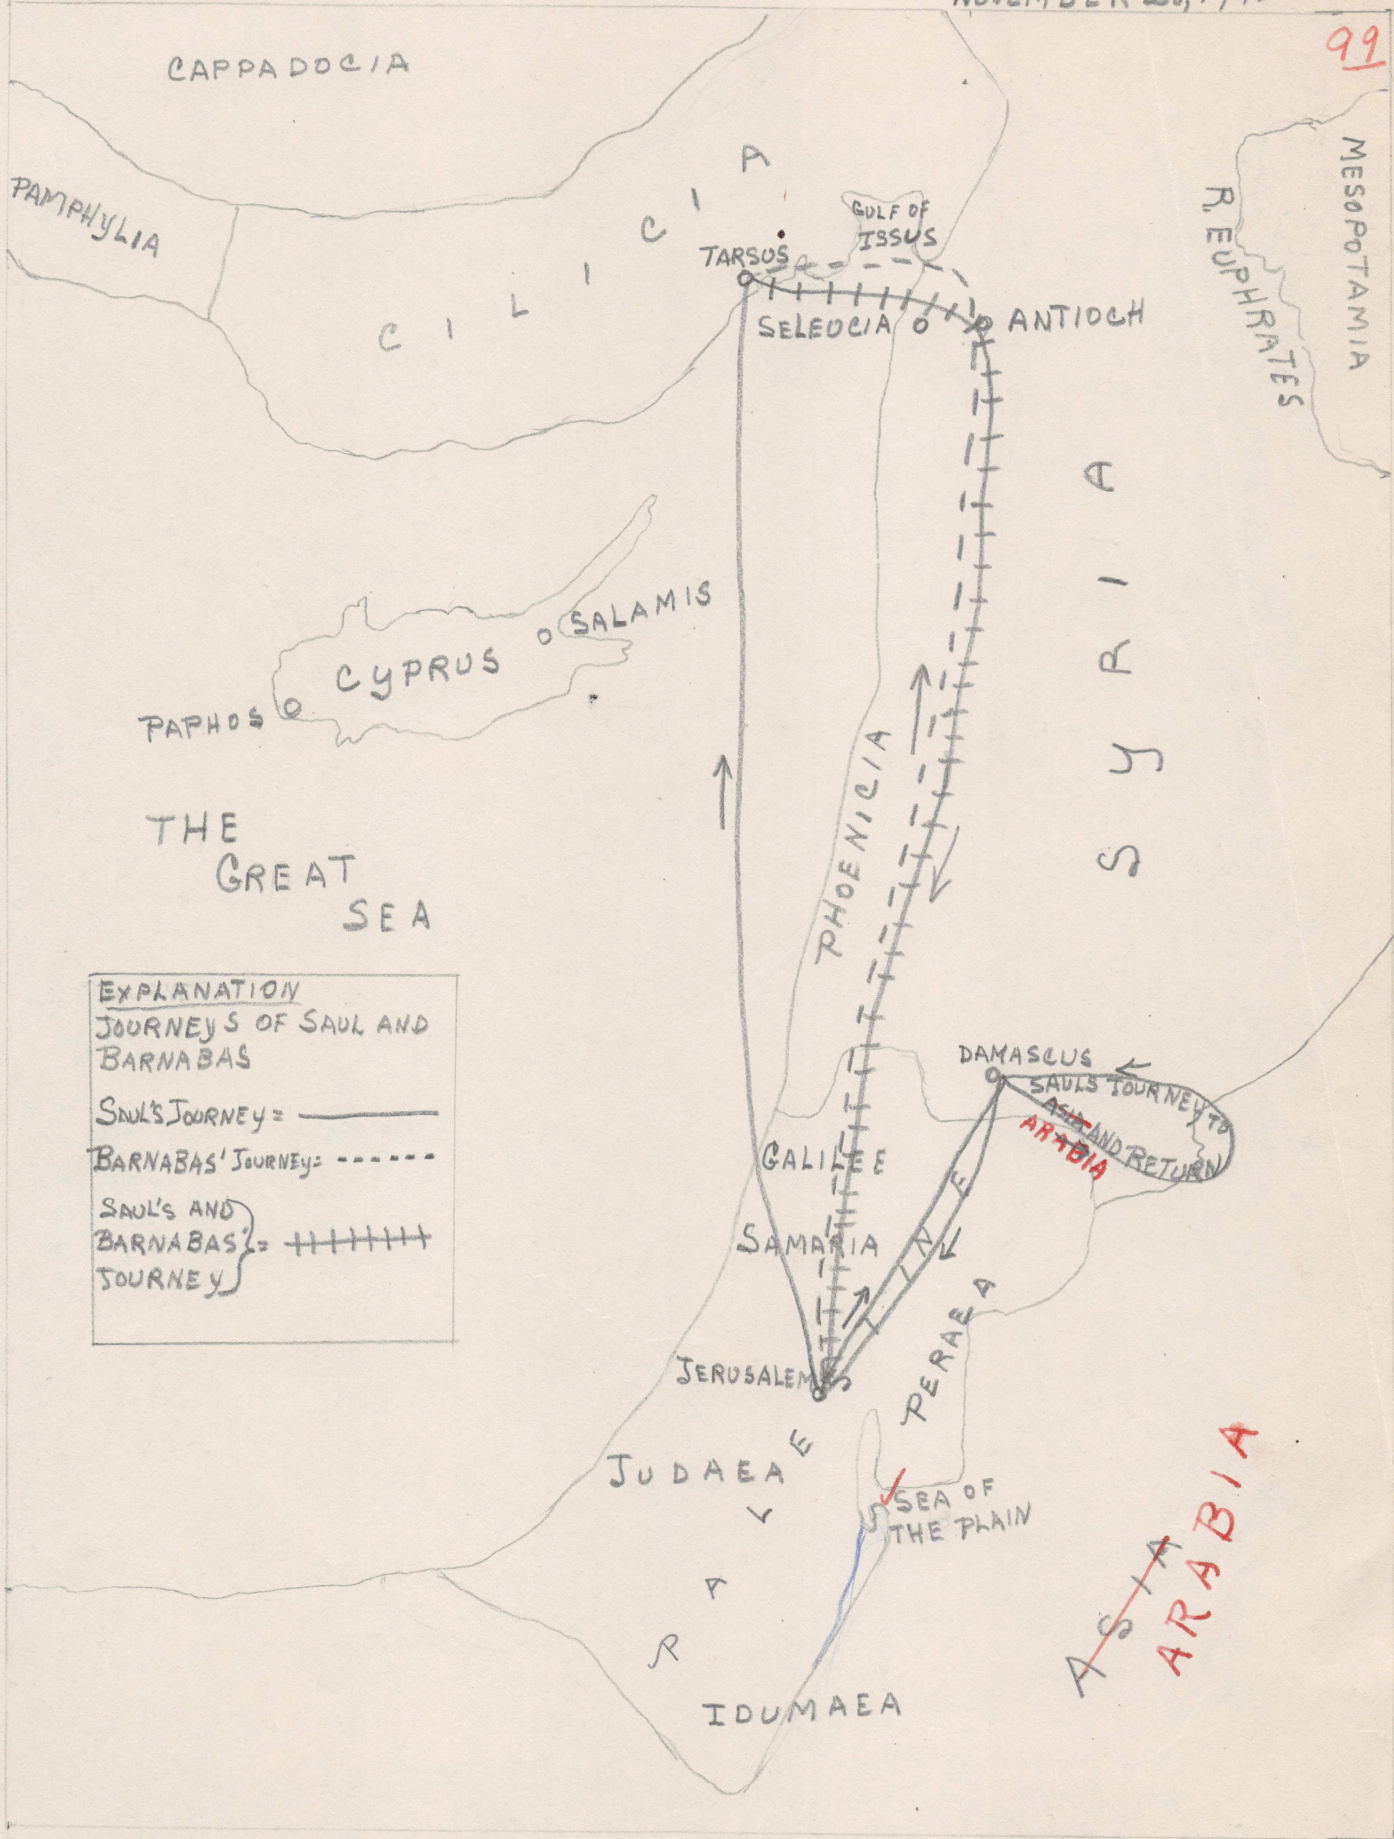 99
CAPPADOCIA
PAMPHYLIA
CILICIA
GULF OF
ISSUS
TARSUS
SELEUCIA
ANTIOCH
R. EUPHRATES
MESOPOTAMIA
SYRIA
SALAMIS
CYPRUS
PAPHOS
THE
GREAT
SEA
PHOENICIA
EXPLANATION
JOURNEYS OF SAUL AND
BARNABAS
SAUL'S JOURNEY =
BARNABAS' JOURNEY=
SAUL'S AND
BARNABAS' =
JOURNEY
DAMASCUS
SAULS JOURNEY TO
ASIA AND RETURN
ARABIA
GALILEE
SAMARIA
PALESTINE
PERAEA
JERUSALEM
JUDAEA
SEA OF
THE PLAIN
IDUMAEA
ASIA
ARABIA